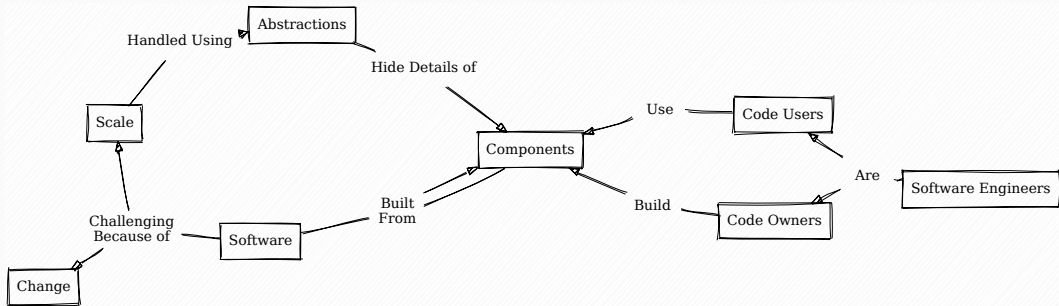 Abstractions
Handled Using
Hide Details of
Scale
Use
Code Users
Components
Are
Software Engineers
Built
From
Build
Code Owners
Challenging
Because of
Software
Change